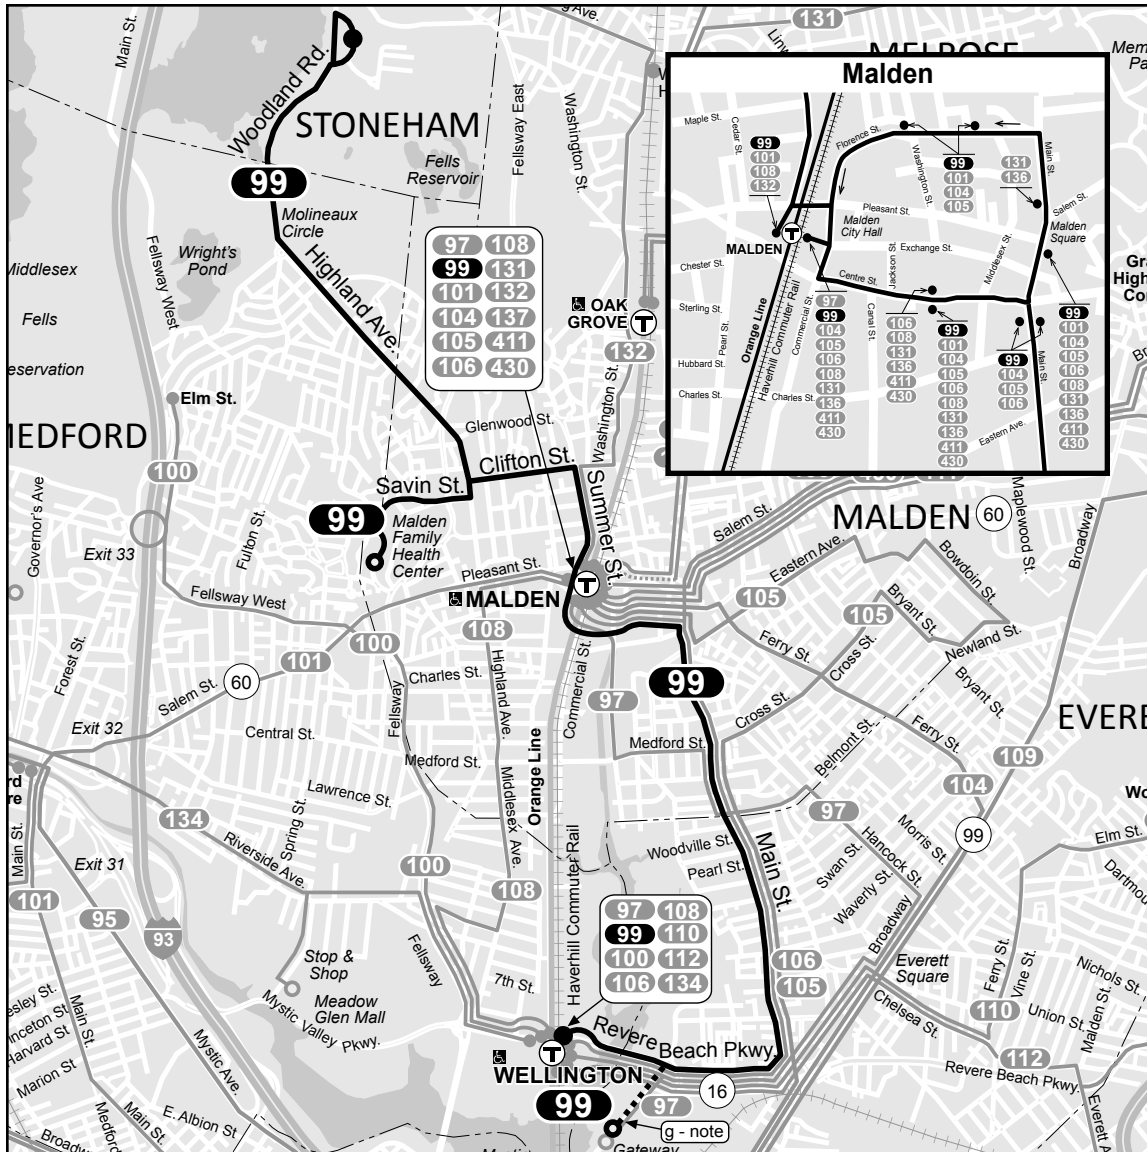 Main St.
131
MELROSE
Woodland Rd.
STONEHAM
99
Fells
Reservoir
Fellsway East
Washington St.
Molineaux
Circle
Wright's
Pond
Highland Ave.
Fellsway West
Middlesex
Fells
97 108
99 131
101 132
104 137
105 411
106 430
OAK
GROVE
T
132
Washington St.
Elm St.
MEDFORD
100
Glenwood St.
Clifton St.
Savin St.
99
Malden
Family
Health
Center
Summer St.
Governor's Ave
Fulton St.
Exit 33
Pleasant St.
Fellsway West
MALDEN
T
Malden
Maple St.
Cedar St.
99
101
108
132
Florence St.
Washington St.
99
101
104
105
131
136
Main St.
Salem St.
Malden
Square
Pleasant St.
Malden
City Hall
MALDEN
T
Jackson St.
Exchange St.
Middlesex St.
Chester St.
Centre St.
Sterling St.
Pearl St.
Orange Line
Haverhill Commuter Rail
Commercial St.
Canal St.
Hubbard St.
Charles St.
Charles St.
97
99
104
105
106
108
131
136
411
430
106
108
131
136
411
430
99
101
104
105
106
108
131
136
411
430
99
104
105
106
Main St.
Eastern Ave.
99
101
104
105
106
108
131
136
411
430
MALDEN
60
Maplewood St.
Broadway
Salem St.
Eastern Ave.
Bowdoin St.
105
105
Bryant St.
Newland St.
Ferry St.
Cross St.
Bryant St.
Forest St.
100
101
108
Salem St.
60
Charles St.
Highland Ave.
Commercial St.
97
99
Cross St.
Exit 32
Central St.
Fellsway
Medford St.
Medford St.
Belmont St.
Ferry St.
EVERE
109
104
Orange Line
Lawrence St.
Middlesex Ave.
97
99
134
Spring St.
Riverside Ave.
Main St.
Exit 31
100
108
Haverhill Commuter Rail
Woodville St.
Pearl St.
Main St.
Swan St.
Hancock St.
Morris St.
Waverly St.
Elm St.
101
95
93
97 108
99 110
100 112
106 134
Broadway
Everett
Square
Ferry St.
Vine St.
106
105
Stop &
Shop
Fellsway
7th St.
Meadow
Glen Mall
Mystic Valley
Pkwy.
Nichols St.
Chelsea St.
110
Union St.
Malden St.
112
Harvard St.
Main St.
Mystic Ave.
Revere
Beach Pkwy.
T
WELLINGTON
99
16
97
Revere Beach Pkwy.
Marion St
E. Albion St
Main St.
g - note
Gateway